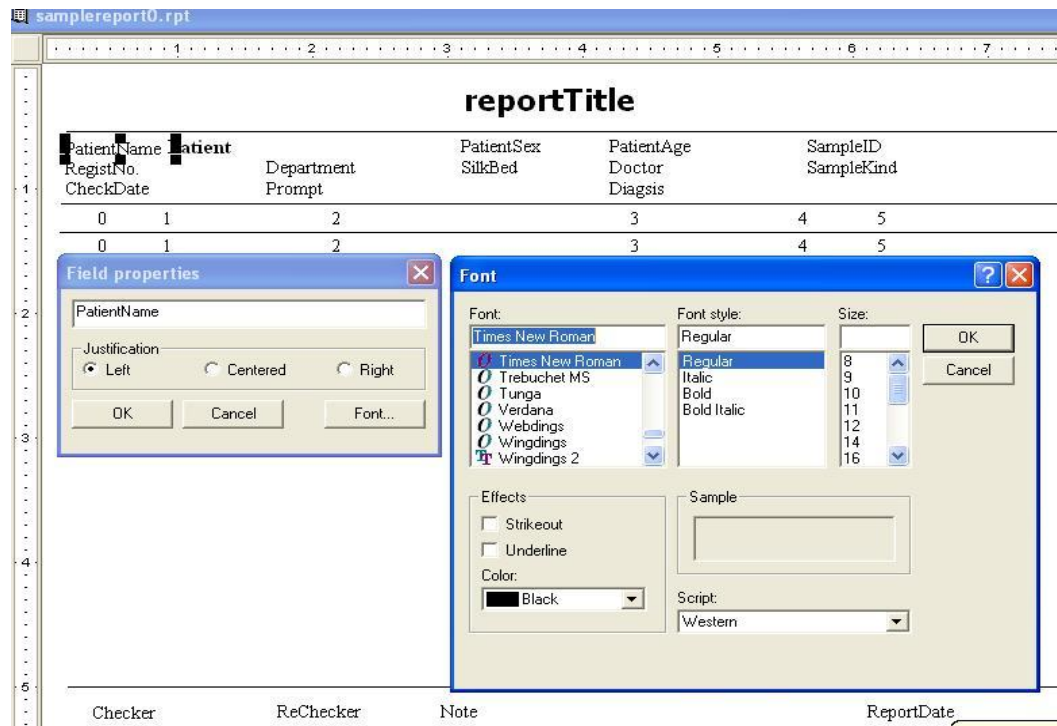 samplereport0.rpt
1 2 3 4 5 6 7
reportTitle
PatientName Patient PatientSex PatientAge SampleID
RegistNo. Department SilkBed Doctor SampleKind
CheckDate Prompt Diagsis
0 1 2 3 4 5
0 1 2 3 4 5
Field properties
PatientName
Justification
Left Centered Right
OK Cancel Font...
Font
Font: Font style: Size:
Times New Roman Regular
Times New Roman Regular 8
Trebuchet MS Italic 9
Tunga Bold 10
Verdana Bold Italic 11
Webdings 12
Wingdings 14
Wingdings 2 16
OK
Cancel
Effects
Strikeout
Underline
Color:
Black
Sample
Script:
Western
1
2
3
4
5
Checker ReChecker Note ReportDate